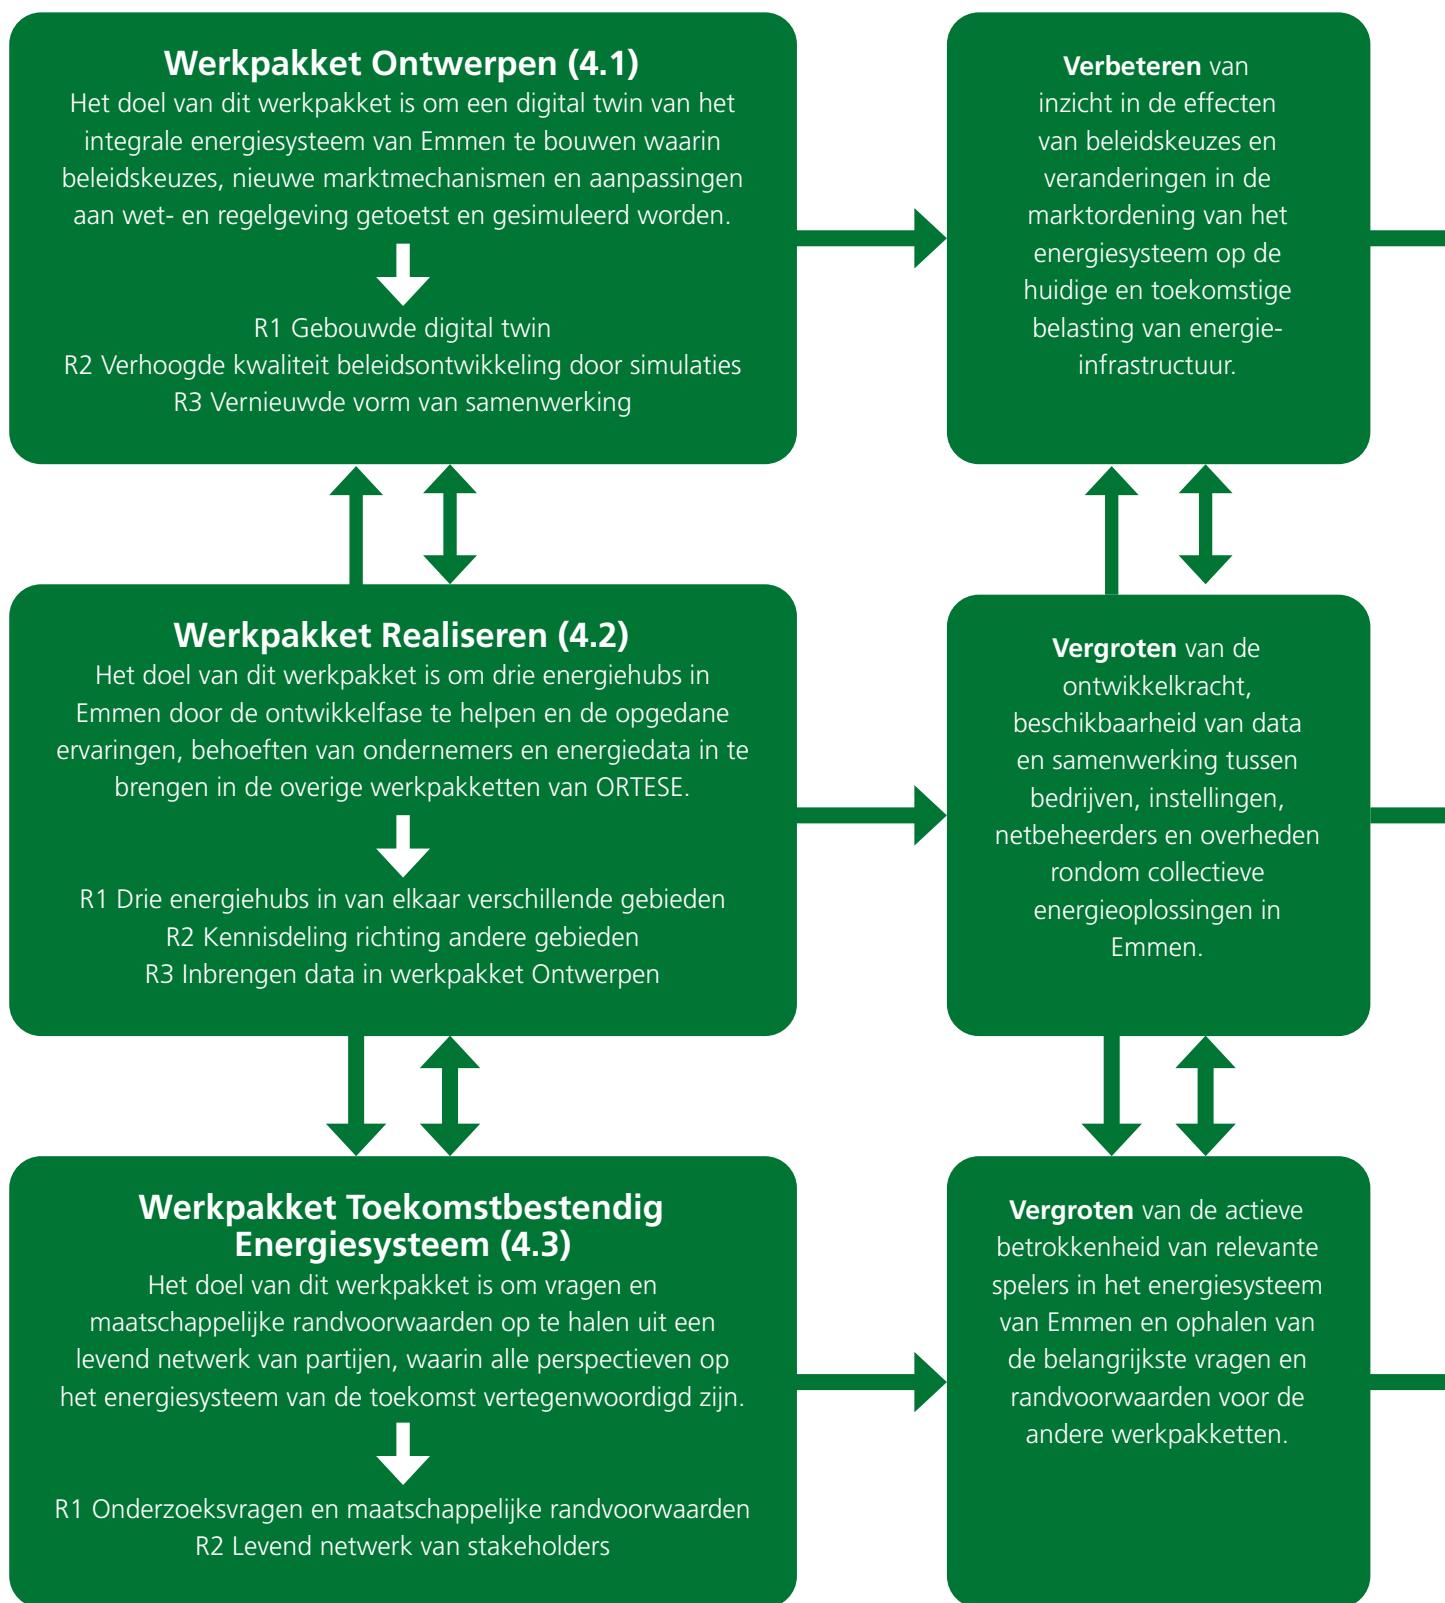 Werkpakket Ontwerpen (4.1)
Het doel van dit werkpakket is om een digital twin van het
integrale energiesysteem van Emmen te bouwen waarin
beleidskeuzes, nieuwe marktmechanismen en aanpassingen
aan wet- en regelgeving getoetst en gesimuleerd worden.
R1 Gebouwde digital twin
R2 Verhoogde kwaliteit beleidsontwikkeling door simulaties
R3 Vernieuwde vorm van samenwerking
Verbeteren van
inzicht in de effecten
van beleidskeuzes en
veranderingen in de
marktordening van het
energiesysteem op de
huidige en toekomstige
belasting van energie-
infrastructuur.
Werkpakket Realiseren (4.2)
Het doel van dit werkpakket is om drie energiehubs in
Emmen door de ontwikkelfase te helpen en de opgedane
ervaringen, behoeften van ondernemers en energiedata in te
brengen in de overige werkpakketten van ORTESE.
R1 Drie energiehubs in van elkaar verschillende gebieden
R2 Kennisdeling richting andere gebieden
R3 Inbrengen data in werkpakket Ontwerpen
Vergroten van de
ontwikkelkracht,
beschikbaarheid van data
en samenwerking tussen
bedrijven, instellingen,
netbeheerders en overheden
rondom collectieve
energieoplossingen in
Emmen.
Werkpakket Toekomstbestendig
Energiesysteem (4.3)
Het doel van dit werkpakket is om vragen en
maatschappelijke randvoorwaarden op te halen uit een
levend netwerk van partijen, waarin alle perspectieven op
het energiesysteem van de toekomst vertegenwoordigd zijn.
R1 Onderzoeksvragen en maatschappelijke randvoorwaarden
R2 Levend netwerk van stakeholders
Vergroten van de actieve
betrokkenheid van relevante
spelers in het energiesysteem
van Emmen en ophalen van
de belangrijkste vragen en
randvoorwaarden voor de
andere werkpakketten.